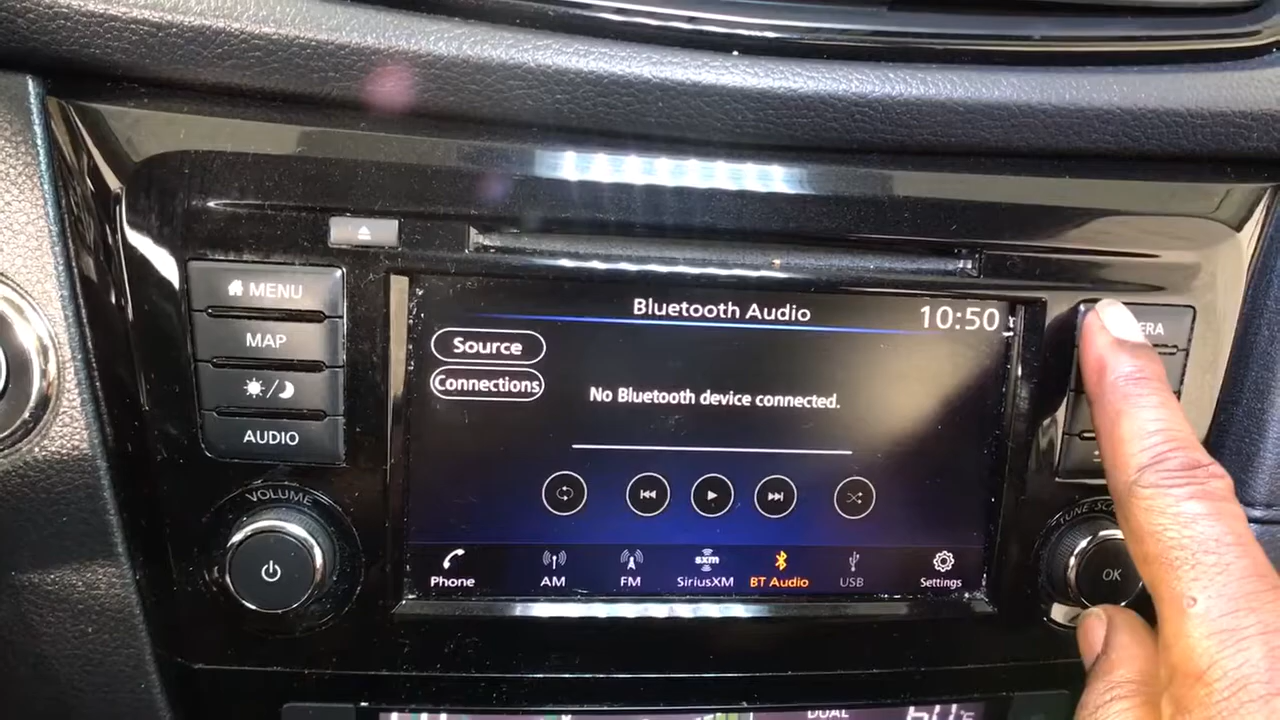 MENU
MAP
AUDIO
VOLUME
Bluetooth Audio
10:50
Source
Connections
No Bluetooth device connected.
Phone
AM
FM
sxm
SiriusXM
BT Audio
USB
Settings
ERA
OK
DUAL